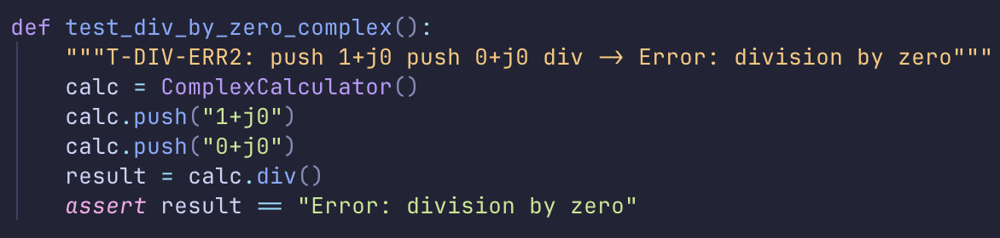 def test_div_by_zero_complex():
    """T-DIV-ERR2: push 1+j0 push 0+j0 div -> Error: division by zero"""
    calc = ComplexCalculator()
    calc.push("1+j0")
    calc.push("0+j0")
    result = calc.div()
    assert result == "Error: division by zero"